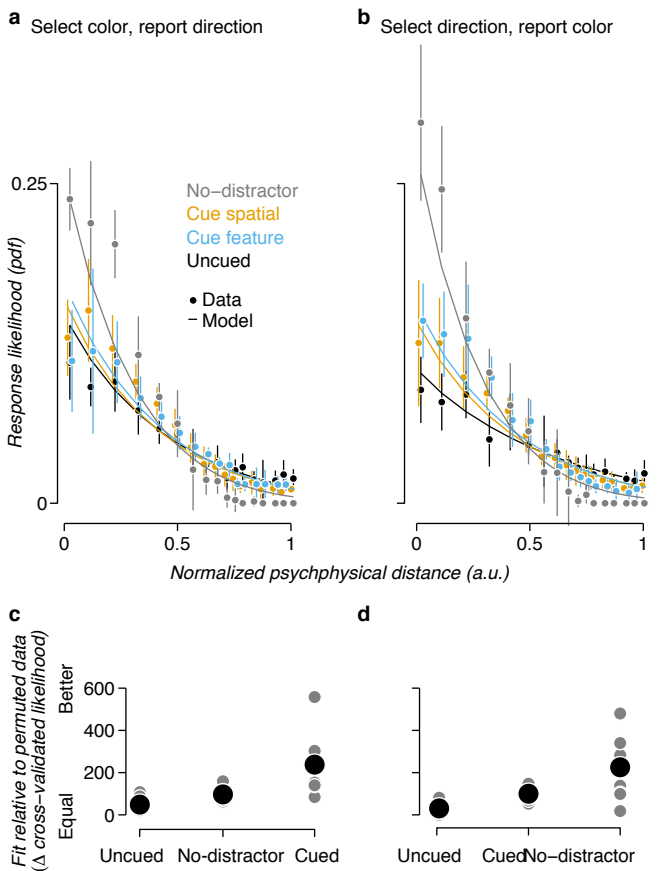 a Select color, report direction
b Select direction, report color
0.25
0
Response likelihood (pdf)
No−distractor
Cue spatial
Cue feature
Uncued
Data
Model
0 0.5 1
0 0.5 1
Normalized psychphysical distance (a.u.)
c
d
Fit relative to permuted data
(Δ cross−validated likelihood)
Better
Equal
600
400
200
0
Uncued No-distractor Cued
Uncued Cued No−distractor